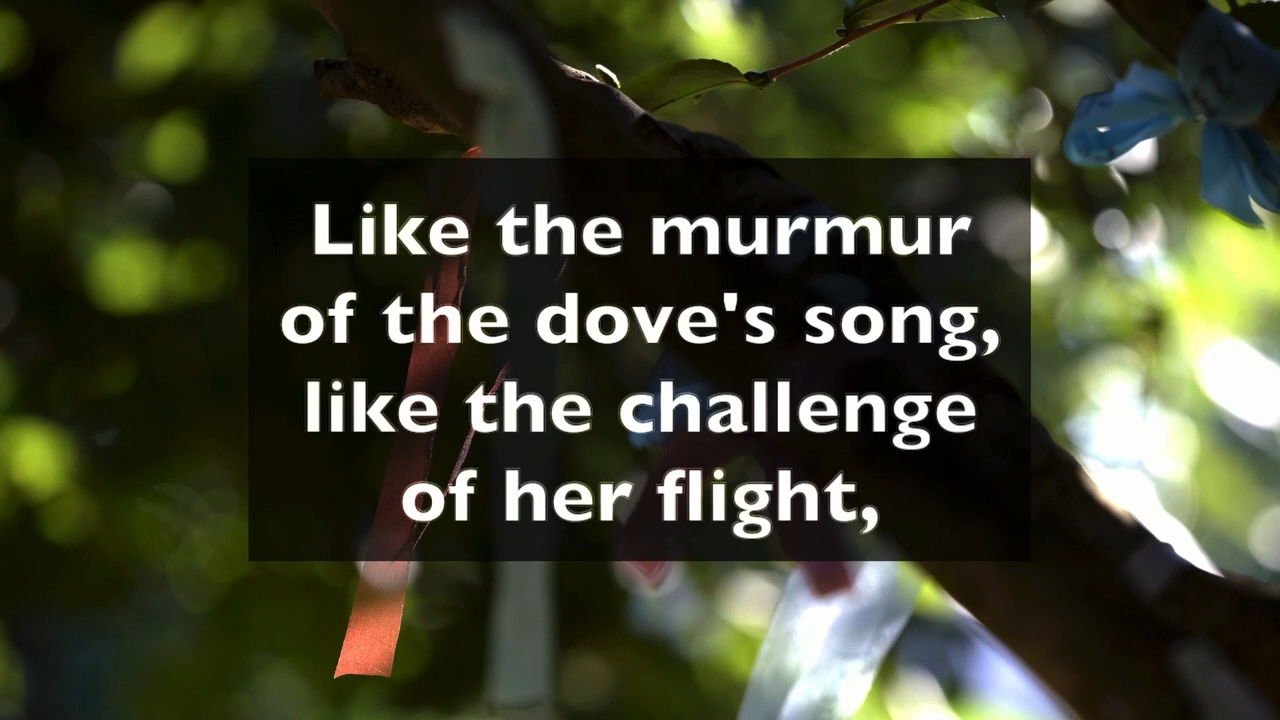 Like the murmur
of the dove's song,
like the challenge
of her flight,